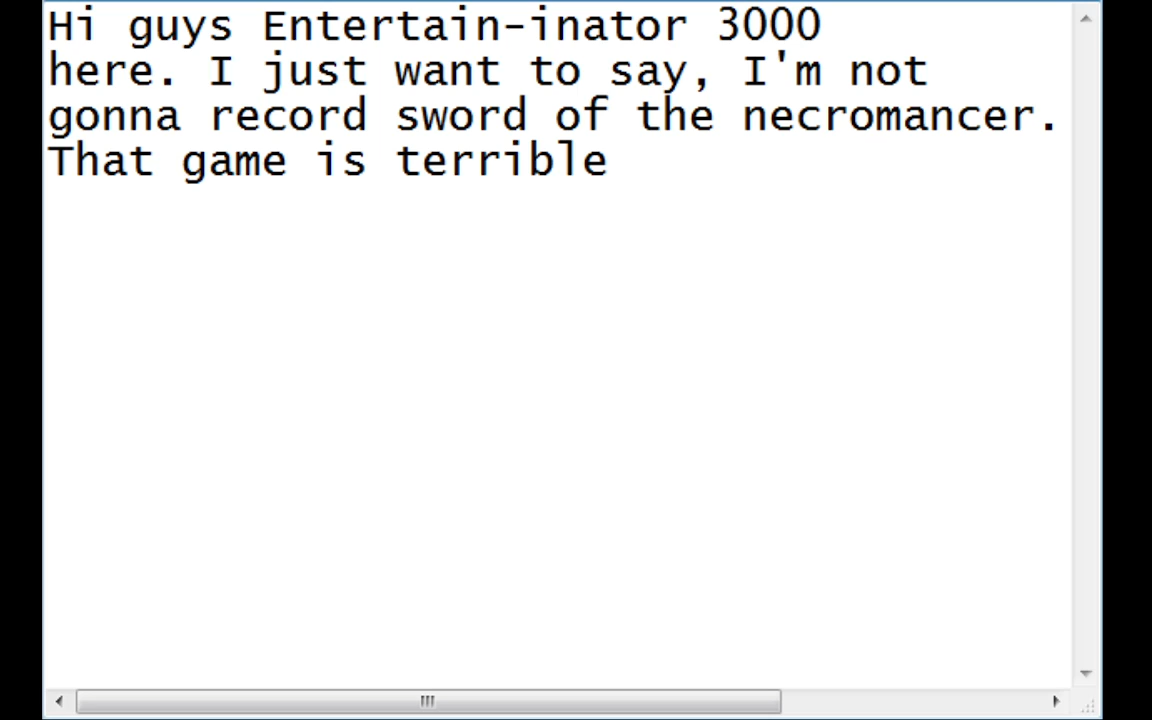 Hi guys Entertain-inator 3000
here. I just want to say, I'm not
gonna record sword of the necromancer.
That game is terrible